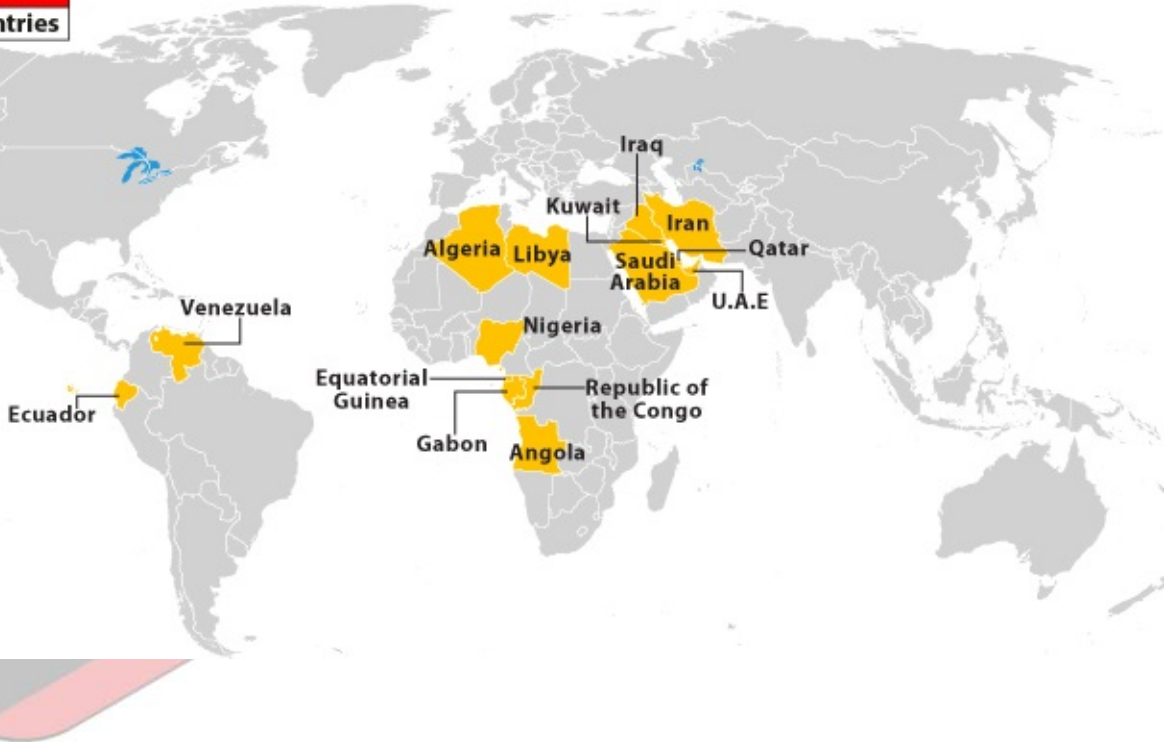 ntries
Iraq
Kuwait
Iran
Algeria
Libya
Qatar
Saudi
Arabia
U.A.E
Venezuela
Nigeria
Equatorial
Guinea
Republic of
the Congo
Ecuador
Gabon
Angola